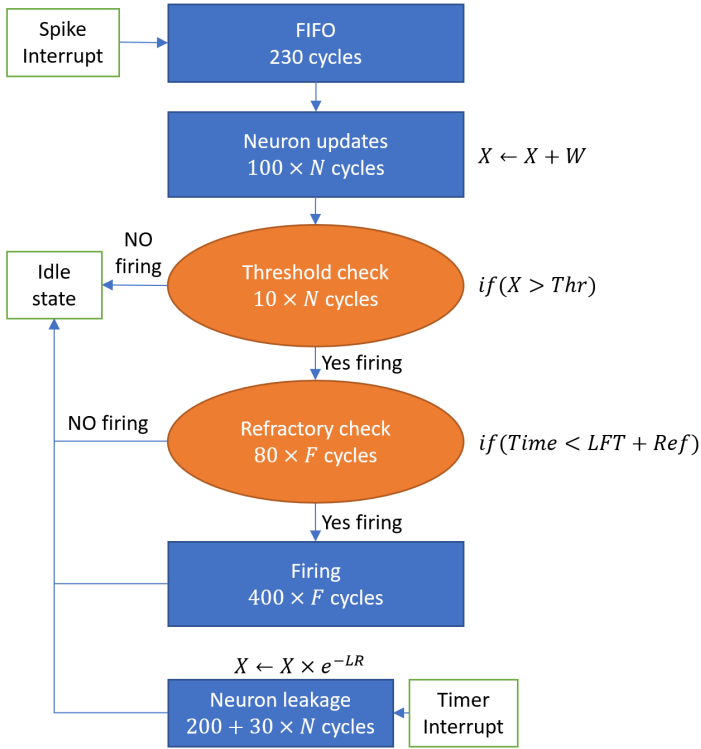 Spike
Interrupt
FIFO
230 cycles
Neuron updates
100 × N cycles
X ← X + W
NO
firing
Idle
state
Threshold check
10 × N cycles
if(X > Thr)
Yes firing
NO firing
Refractory check
80 × F cycles
if(Time < LFT + Ref)
Yes firing
Firing
400 × F cycles
X ← X × e^{-LR}
Neuron leakage
200 + 30 × N cycles
Timer
Interrupt